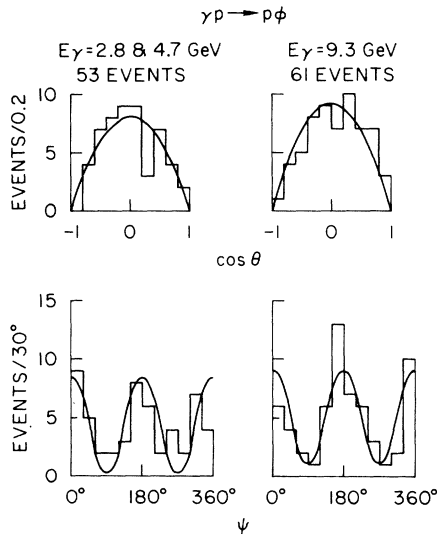 γp → pφ
Eγ=2.8 & 4.7 GeV
53 EVENTS
Eγ=9.3 GeV
61 EVENTS
EVENTS/0.2
10
5
0
-1 0 1
-1 0 1
cos θ
EVENTS/30°
15
10
5
0
0° 180° 360°
0° 180° 360°
ψ